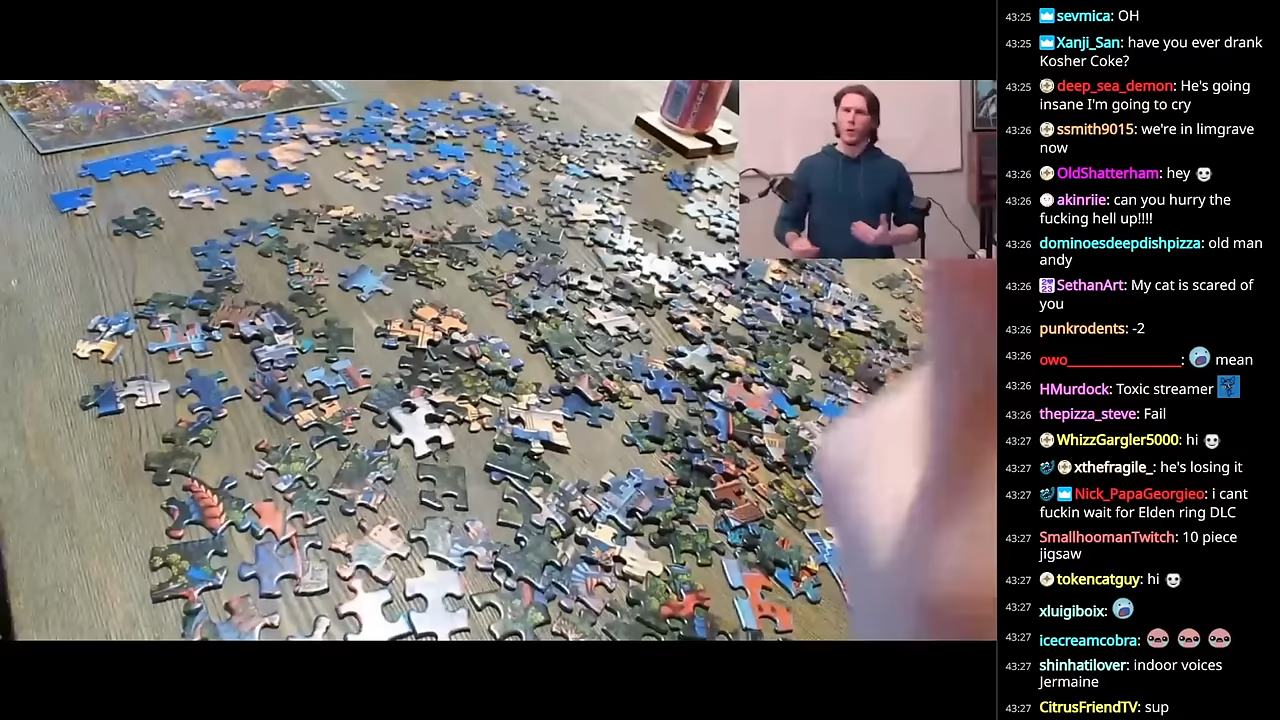 43:25 sevmica: OH
43:25 Xanji_San: have you ever drank
Kosher Coke?
43:25 deep_sea_demon: He's going
insane I'm going to cry
43:26 ssmith9015: we're in limgrave
now
43:26 OldShatterham: hey
43:26 akinriie: can you hurry the
fucking hell up!!!!
43:26 dominoesdeepdishpizza: old man
andy
43:26 SethanArt: My cat is scared of
you
43:26 punkrodents: -2
43:26 owo__________________: mean
43:26 HMurdock: Toxic streamer
43:26 thepizza_steve: Fail
43:27 WhizzGargler5000: hi
43:27 xthefragile_: he's losing it
43:27 Nick_PapaGeorgieo: i cant
fuckin wait for Elden ring DLC
43:27 SmallhoomanTwitch: 10 piece
jigsaw
43:27 tokencatguy: hi
43:27 xluigiboix:
43:27 icecreamcobra:
43:27 shinhatilover: indoor voices
Jermaine
43:27 CitrusFriendTV: sup